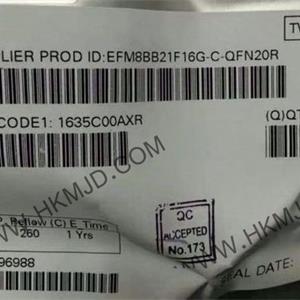 LIER PROD ID:EFM8BB21F16G-C-QFN20R
CODE1: 1635C00AXR
(Q)QT
Reflow (C) E_Time
260 1 Yrs
96988
QC
ACCEPTED
No.173
SEAL DATE:
WWW.HKMJD.COM
WWW.HKMJD.COM